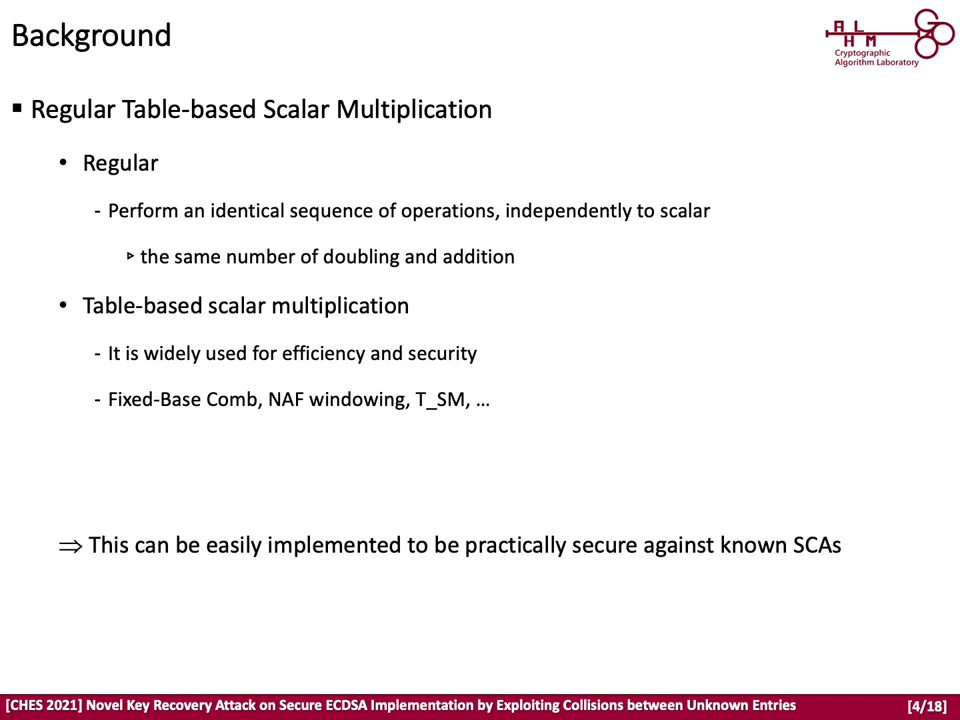 Background
A L
H M
Cryptographic
Algorithm Laboratory
▪ Regular Table-based Scalar Multiplication
• Regular
- Perform an identical sequence of operations, independently to scalar
▹ the same number of doubling and addition
• Table-based scalar multiplication
- It is widely used for efficiency and security
- Fixed-Base Comb, NAF windowing, T_SM, …
⇒ This can be easily implemented to be practically secure against known SCAs
[CHES 2021] Novel Key Recovery Attack on Secure ECDSA Implementation by Exploiting Collisions between Unknown Entries
[4/18]